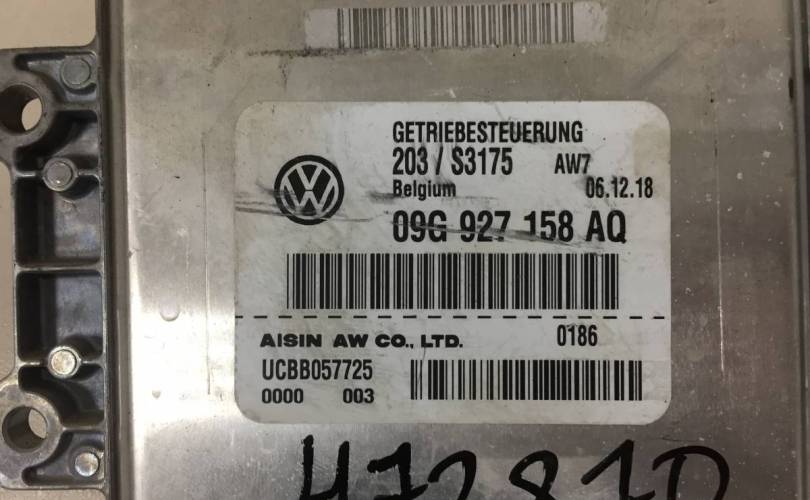 GETRIEBESTEUERUNG
203 / S3175 AW7
Belgium 06.12.18
09G 927 158 AQ
AISIN AW CO., LTD. 0186
UCBB057725
0000 003